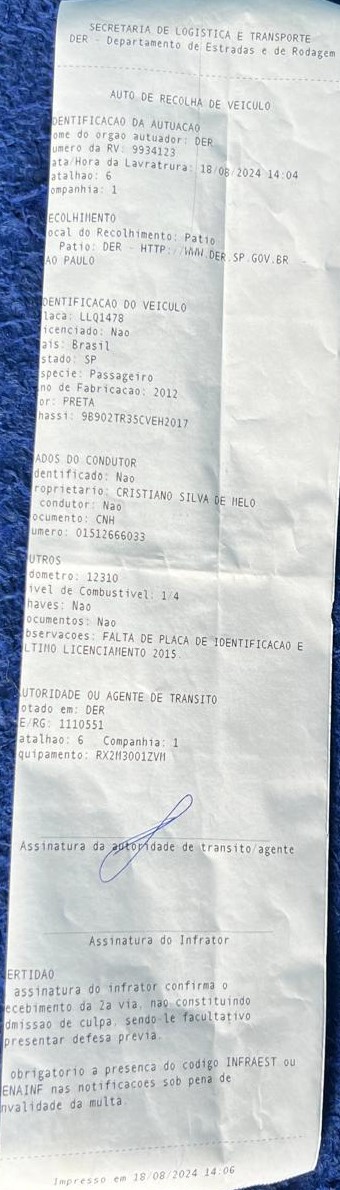 SECRETARIA DE LOGISTICA E TRANSPORTE
DER - Departamento de Estradas e de Rodagem
AUTO DE RECOLHA DE VEICULO
DENTIFICACAO DA AUTUACAO
ome do orgao autuador: DER
umero da RV: 9934123
ata/Hora da Lavratrura: 18/08/2024 14:04
atalhao: 6
ompanhia: 1
ECOLHIMENTO
ocal do Recolhimento: Patio
Patio: DER - HTTP://WWW.DER.SP.GOV.BR
AO PAULO
DENTIFICACAO DO VEICULO
laca: LLQ1478
icenciado: Nao
ais: Brasil
stado: SP
specie: Passageiro
no de Fabricacao: 2012
or: PRETA
hassi: 9B902TR35CVEH2017
ADOS DO CONDUTOR
dentificado: Nao
roprietario: CRISTIANO SILVA DE MELO
condutor: Nao
ocumento: CNH
umero: 01512666033
UTROS
dometro: 12310
ivel de Combustivel: 1/4
haves: Nao
ocumentos: Nao
bservacoes: FALTA DE PLACA DE IDENTIFICACAO E
LTIMO LICENCIAMENTO 2015
UTORIDADE OU AGENTE DE TRANSITO
otado em: DER
E/RG: 1110551
atalhao: 6 Companhia: 1
quipamento: RX2M3001ZVM
Assinatura da autoridade de transito/agente
Assinatura do Infrator
ERTIDAO
assinatura do infrator confirma o
ecebimento da 2a via, nao constituindo
dmissao de culpa, sendo-le facultativo
presentar defesa previa.
obrigatorio a presenca do codigo INFRAEST ou
ENAINF nas notificacoes sob pena de
nvalidade da multa.
Impresso em 18/08/2024 14:06